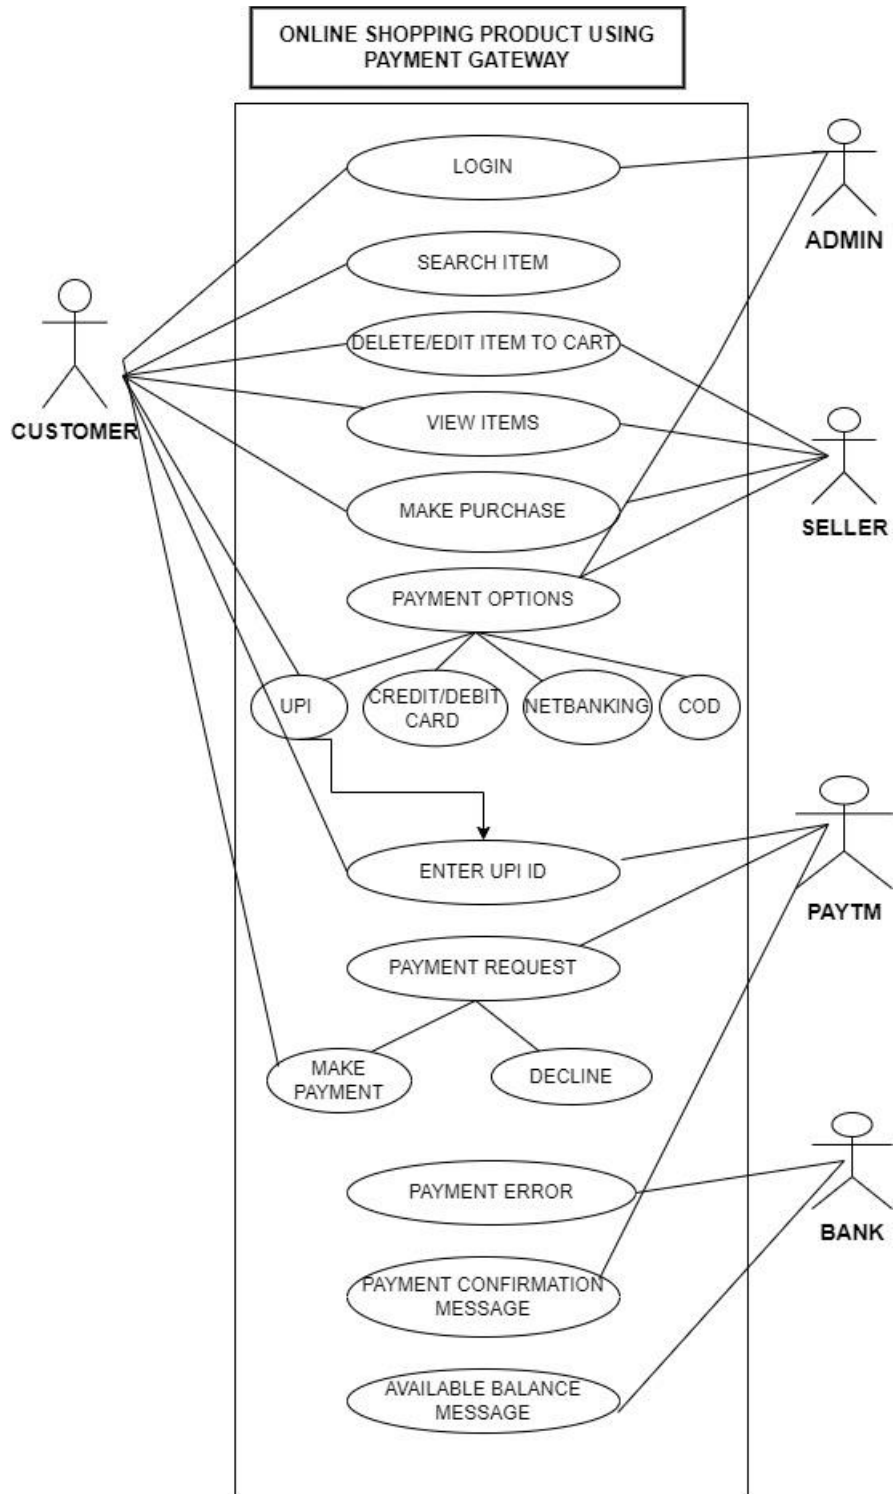 ONLINE SHOPPING PRODUCT USING
PAYMENT GATEWAY
LOGIN
ADMIN
SEARCH ITEM
DELETE/EDIT ITEM TO CART
CUSTOMER
VIEW ITEMS
MAKE PURCHASE
SELLER
PAYMENT OPTIONS
UPI
CREDIT/DEBIT
CARD
NETBANKING
COD
ENTER UPI ID
PAYTM
PAYMENT REQUEST
MAKE
PAYMENT
DECLINE
PAYMENT ERROR
BANK
PAYMENT CONFIRMATION
MESSAGE
AVAILABLE BALANCE
MESSAGE